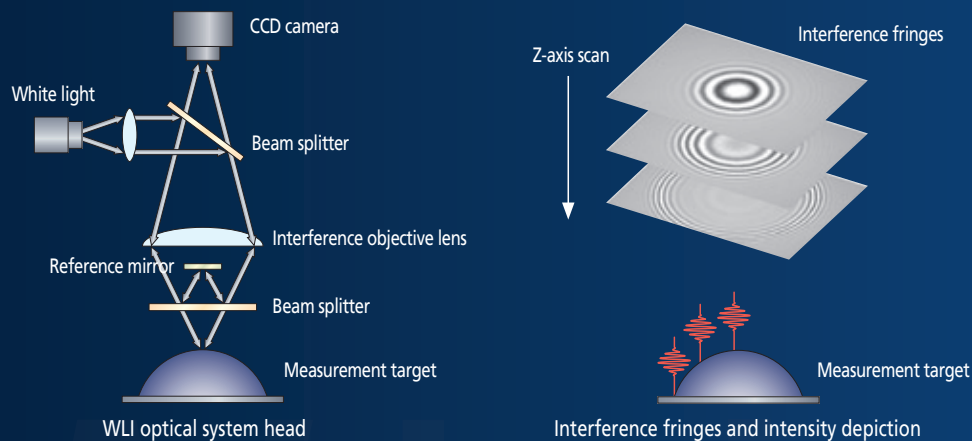 CCD camera
White light
Beam splitter
Interference objective lens
Reference mirror
Beam splitter
Measurement target
WLI optical system head
Interference fringes
Z-axis scan
Measurement target
Interference fringes and intensity depiction